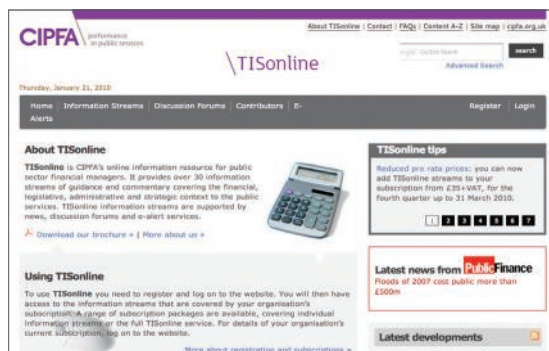 About TISonline | Contact | FAQs | Content A-Z | Site map | cipfa.org.uk
CIPFA
performance
in public services
Custom Search
search
Advanced Search
\TISonline
Thursday, January 21, 2010
Home | Information Streams | Discussion Forums | Contributors | E-
Alerts
Register | Login
About TISonline
TISonline is CIPFA's online information resource for public
sector financial managers. It provides over 30 information
streams of guidance and commentary covering the financial,
legislative, administrative and strategic context to the public
services. TISonline information streams are supported by
news, discussion forums and e-alert services.
Download our brochure » | More about us »
TISonline tips
Reduced pro rate prices: you can now
add TISonline streams to your
subscription from £35+VAT, for the
fourth quarter up to 31 March 2010.
1 2 3 4 5 6 7
Using TISonline
To use TISonline you need to register and log on to the website. You will then have
access to the information streams that are covered by your organisation's
subscription. A range of subscription packages are available, covering individual
information streams or the full TISonline service. For details of your organisation's
current subscription, log on to the website.
More about registration and subscriptions »
Latest news from PublicFinance
Floods of 2007 cost public more than
£500m
Latest developments